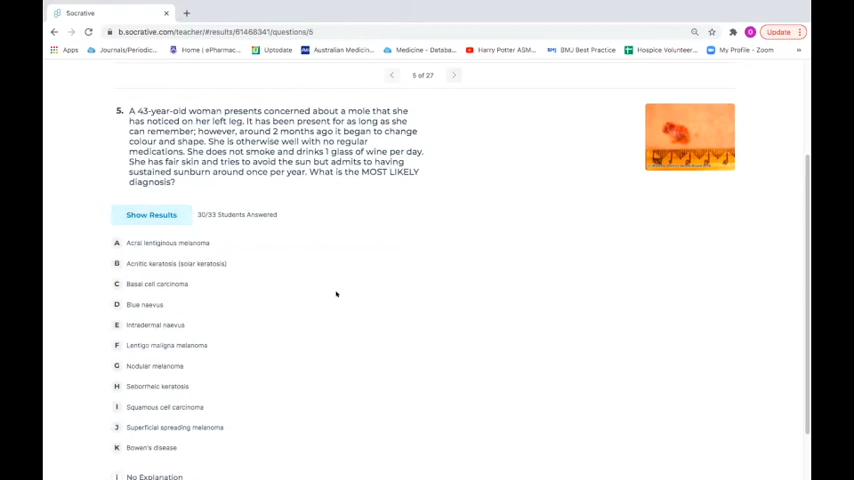 Socrative
b.socrative.com/teacher/#results/61468341/questions/5
Update
Apps
Journals/Periodic...
Home | ePharmac...
Uptodate
Australian Medicin...
Medicine - Databa...
Harry Potter ASM...
BMJ Best Practice
Hospice Volunteer...
My Profile - Zoom
»
5 of 27
5. A 43-year-old woman presents concerned about a mole that she
has noticed on her left leg. It has been present for as long as she
can remember; however, around 2 months ago it began to change
colour and shape. She is otherwise well with no regular
medications. She does not smoke and drinks 1 glass of wine per day.
She has fair skin and tries to avoid the sun but admits to having
sustained sunburn around once per year. What is the MOST LIKELY
diagnosis?
Show Results
30/33 Students Answered
A Acral lentiginous melanoma
B Acnitic keratosis (solar keratosis)
C Basal cell carcinoma
D Blue naevus
E Intradermal naevus
F Lentigo maligna melanoma
G Nodular melanoma
H Seborrheic keratosis
I Squamous cell carcinoma
J Superficial spreading melanoma
K Bowen's disease
i No Explanation